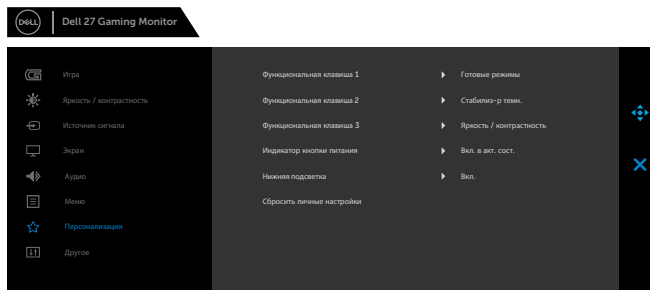 DELL
Dell 27 Gaming Monitor
Игра
Яркость / контрастность
Источник сигнала
Экран
Аудио
Меню
Персонализация
Другое
Функциональная клавиша 1 Готовые режимы
Функциональная клавиша 2 Стабилиз-р темн.
Функциональная клавиша 3 Яркость / контрастность
Индикатор кнопки питания Вкл. в акт. сост.
Нижняя подсветка Вкл.
Сбросить личные настройки